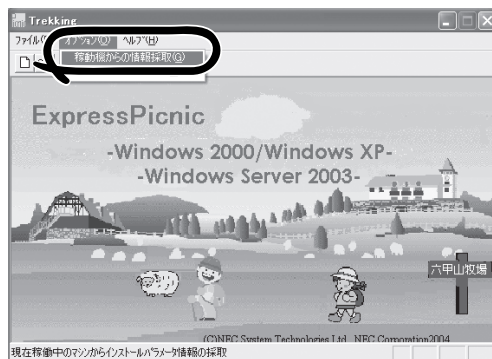 Trekking
ファイル(F) オプション(O) ヘルプ(H)
稼動機からの情報採取(G)
ExpressPicnic
-Windows 2000/Windows XP-
-Windows Server 2003-
六甲山牧場
(C)NEC System Technologies,Ltd. NEC Corporation2004
現在稼働中のマシンからインストールパラメータ情報の採取